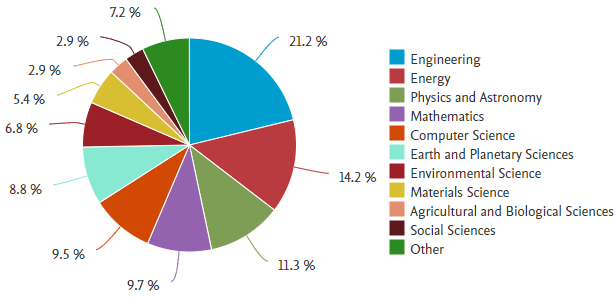 7.2 %
2.9 %
2.9 %
5.4 %
6.8 %
8.8 %
9.5 %
9.7 %
11.3 %
14.2 %
21.2 %
Engineering
Energy
Physics and Astronomy
Mathematics
Computer Science
Earth and Planetary Sciences
Environmental Science
Materials Science
Agricultural and Biological Sciences
Social Sciences
Other